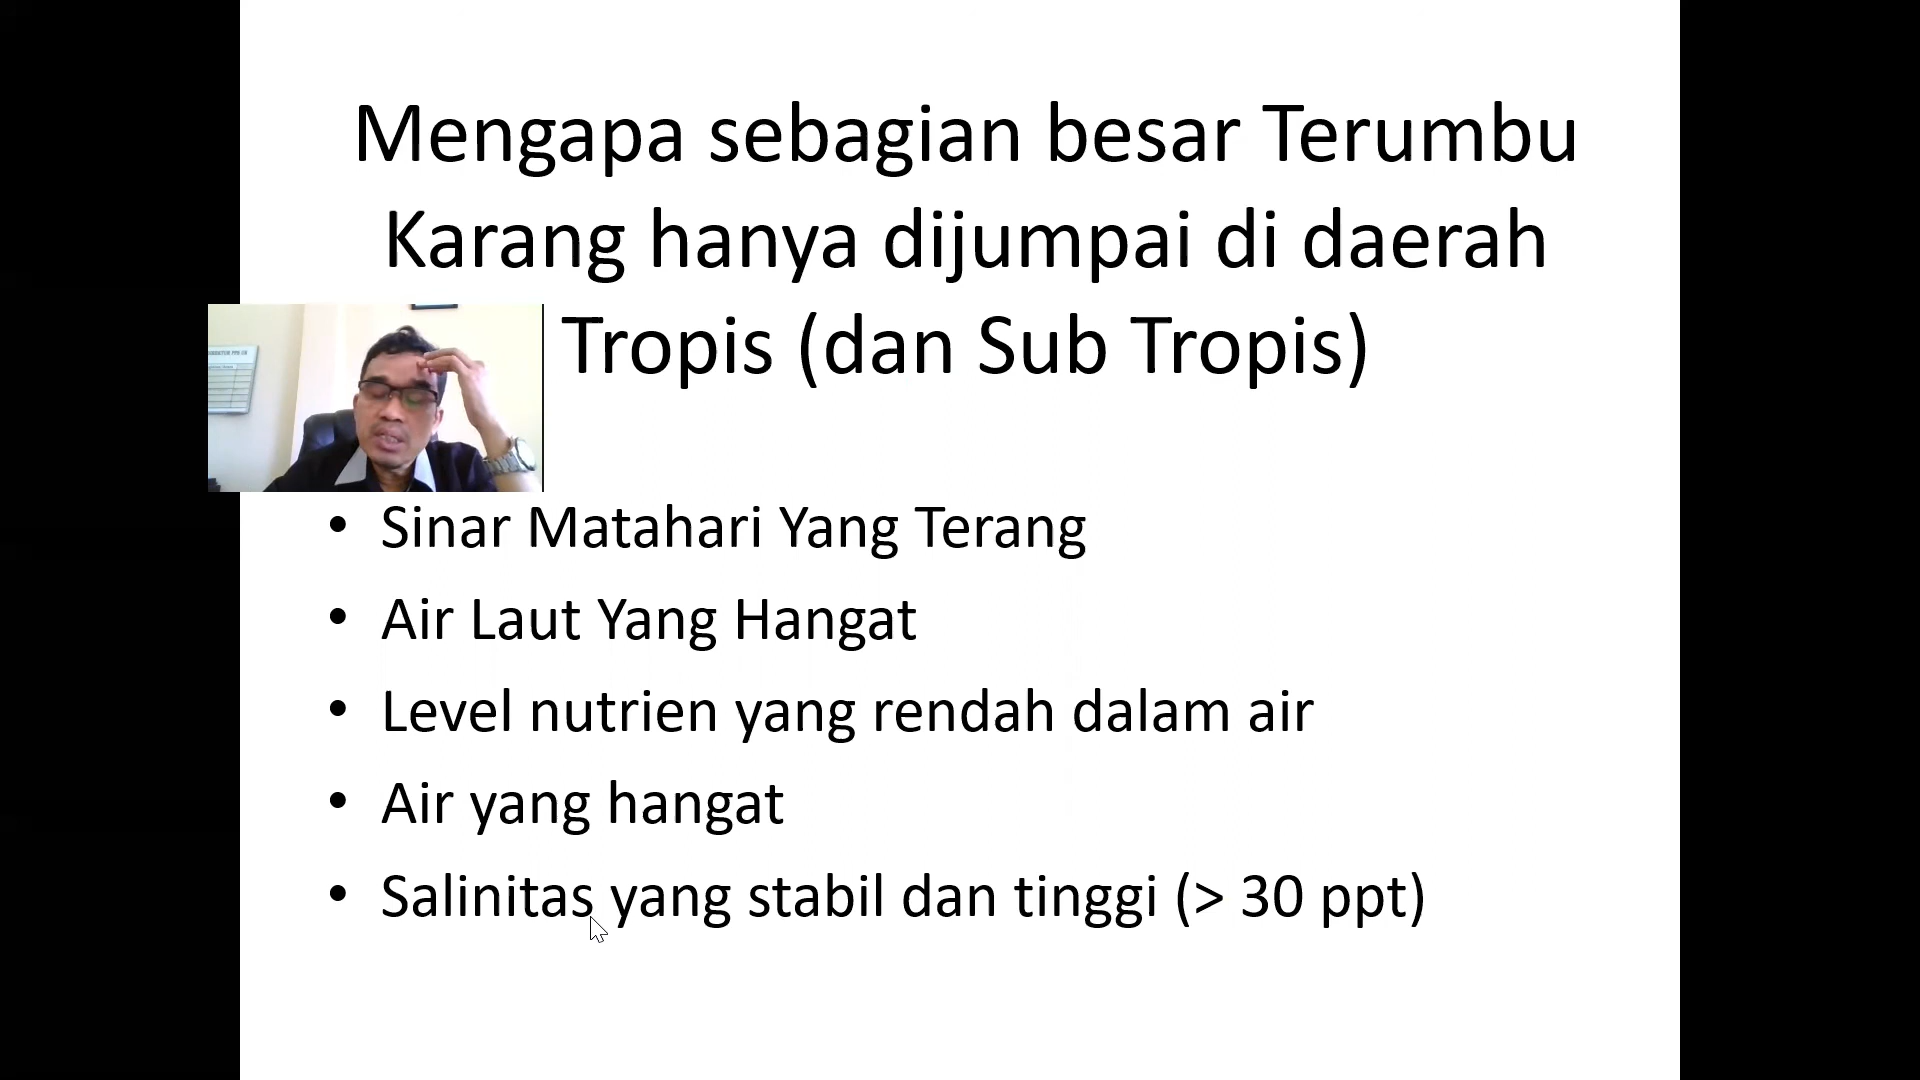 Mengapa sebagian besar Terumbu
Karang hanya dijumpai di daerah
Tropis (dan Sub Tropis)
• Sinar Matahari Yang Terang
• Air Laut Yang Hangat
• Level nutrien yang rendah dalam air
• Air yang hangat
• Salinitas yang stabil dan tinggi (> 30 ppt)